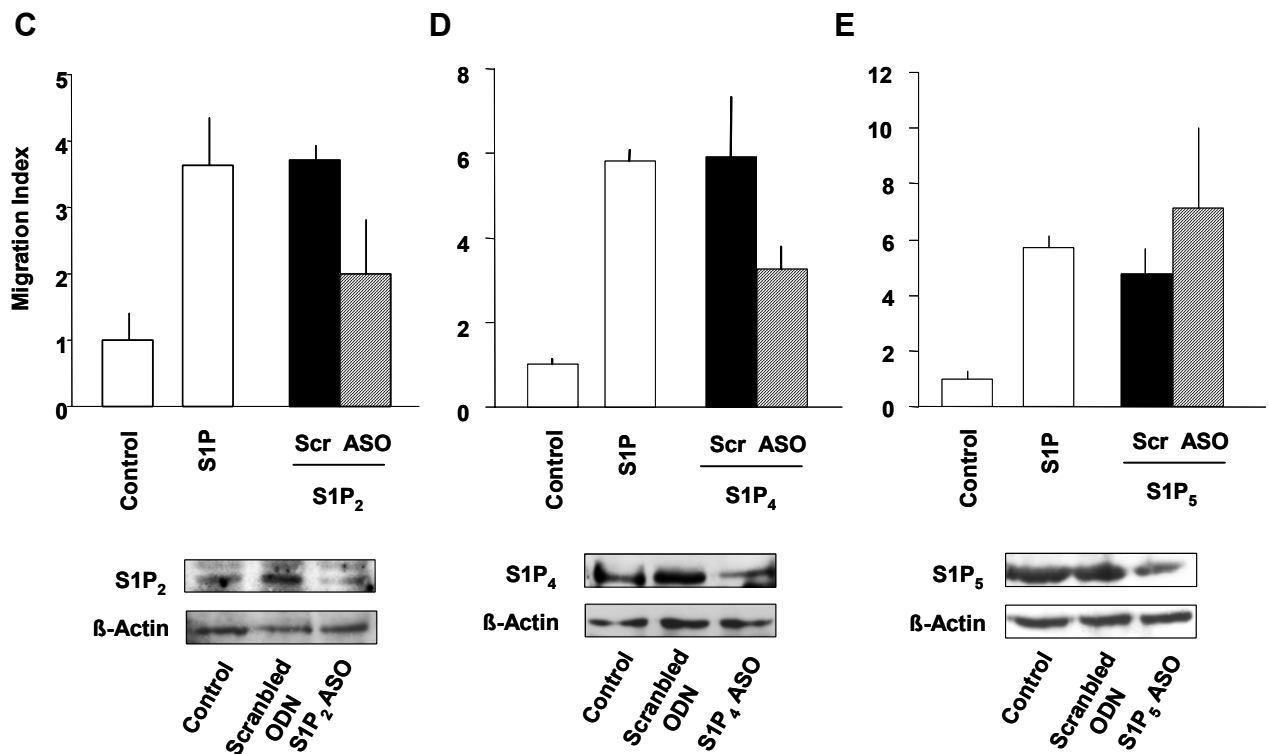 C
D
E
Migration Index
5
4
3
2
1
0
Control
S1P
Scr ASO
S1P2
8
6
4
2
0
Control
S1P
Scr ASO
S1P4
12
10
8
6
4
2
0
Control
S1P
Scr ASO
S1P5
S1P2
ß-Actin
Control
Scrambled
ODN
S1P2 ASO
S1P4
ß-Actin
Control
Scrambled
ODN
S1P4 ASO
S1P5
ß-Actin
Control
Scrambled
ODN
S1P5 ASO